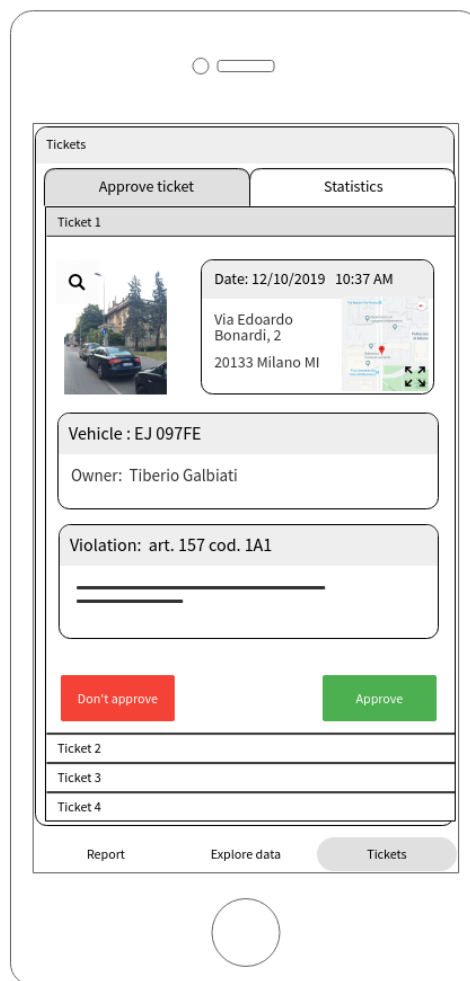 Tickets
Approve ticket
Statistics
Ticket 1
Date: 12/10/2019 10:37 AM
Via Edoardo
Bonardi, 2
20133 Milano MI
Vehicle : EJ 097FE
Owner: Tiberio Galbiati
Violation: art. 157 cod. 1A1
Don't approve
Approve
Ticket 2
Ticket 3
Ticket 4
Report
Explore data
Tickets